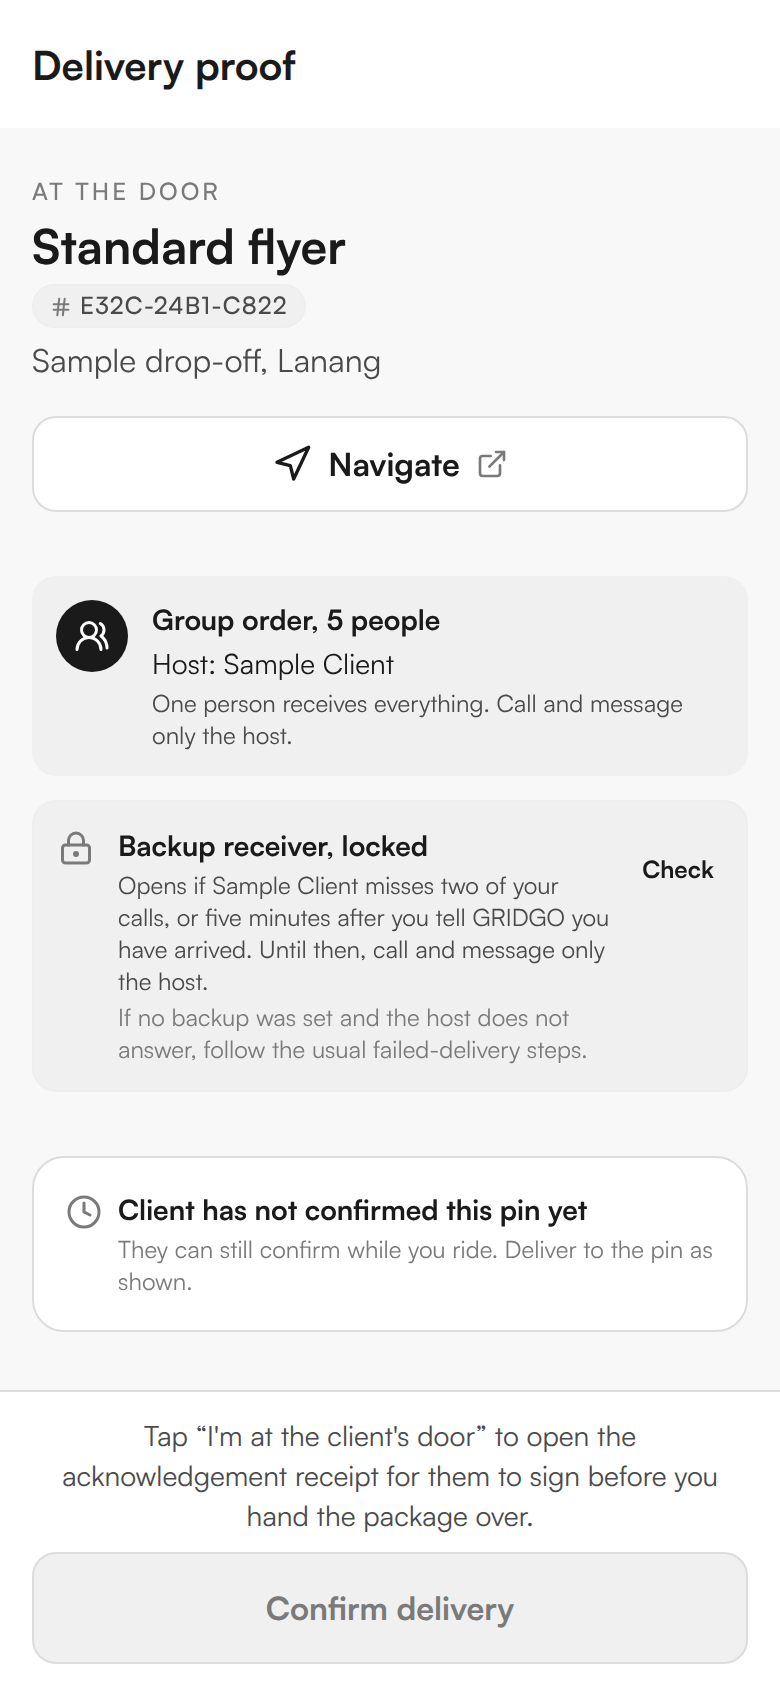 Delivery proof
AT THE DOOR
Standard flyer
# E32C-24B1-C822
Sample drop-off, Lanang
Navigate
Group order, 5 people
Host: Sample Client
One person receives everything. Call and message
only the host.
Backup receiver, locked
Check
Opens if Sample Client misses two of your
calls, or five minutes after you tell GRIDGO you
have arrived. Until then, call and message only
the host.
If no backup was set and the host does not
answer, follow the usual failed-delivery steps.
Client has not confirmed this pin yet
They can still confirm while you ride. Deliver to the pin as
shown.
Tap “I'm at the client's door” to open the
acknowledgement receipt for them to sign before you
hand the package over.
Confirm delivery